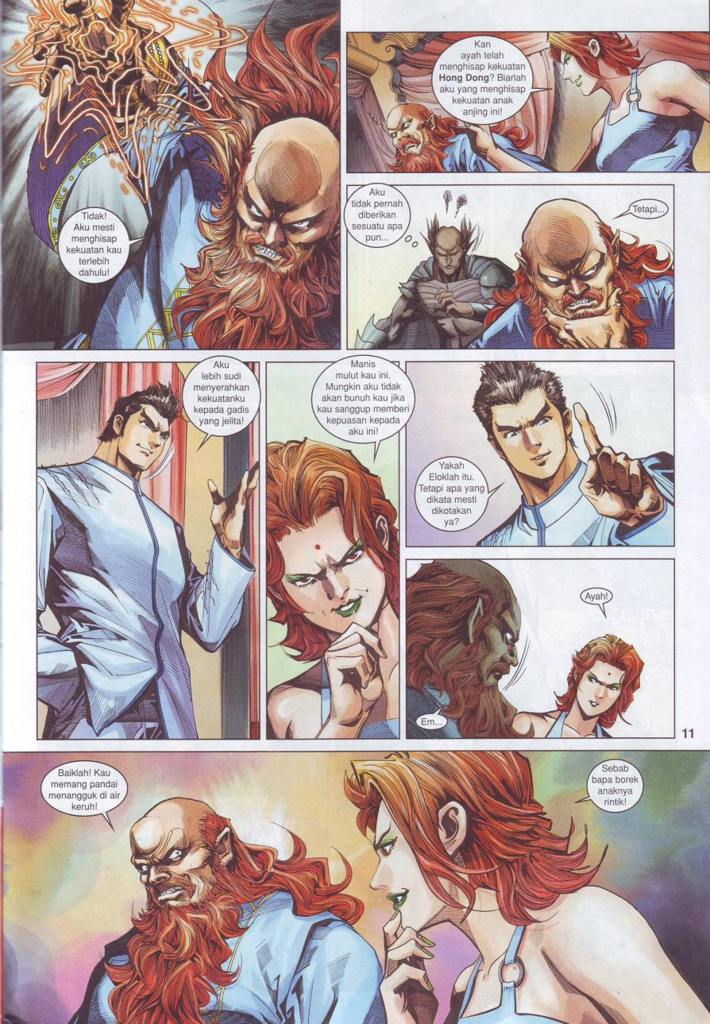 Tidak!
Aku mesti
menghisap
kekuatan kau
terlebih
dahulu!
Kan
ayah telah
menghisap kekuatan
Hong Dong? Biarlah
aku yang menghisap
kekuatan anak
anjing ini!
Aku
tidak pernah
diberikan
sesuatu apa
pun...
Tetapi...
Aku
lebih sudi
menyerahkan
kekuatanku
kepada gadis
yang jelita!
Manis
mulut kau ini.
Mungkin aku tidak
akan bunuh kau jika
kau sanggup memberi
kepuasan kepada
aku ini!
Yakah
Eloklah itu.
Tetapi apa yang
dikata mesti
dikotakan
ya?
Ayah!
Em...
11
Baiklah! Kau
memang pandai
menangguk di air
keruh!
Sebab
bapa borek
anaknya
rintik!